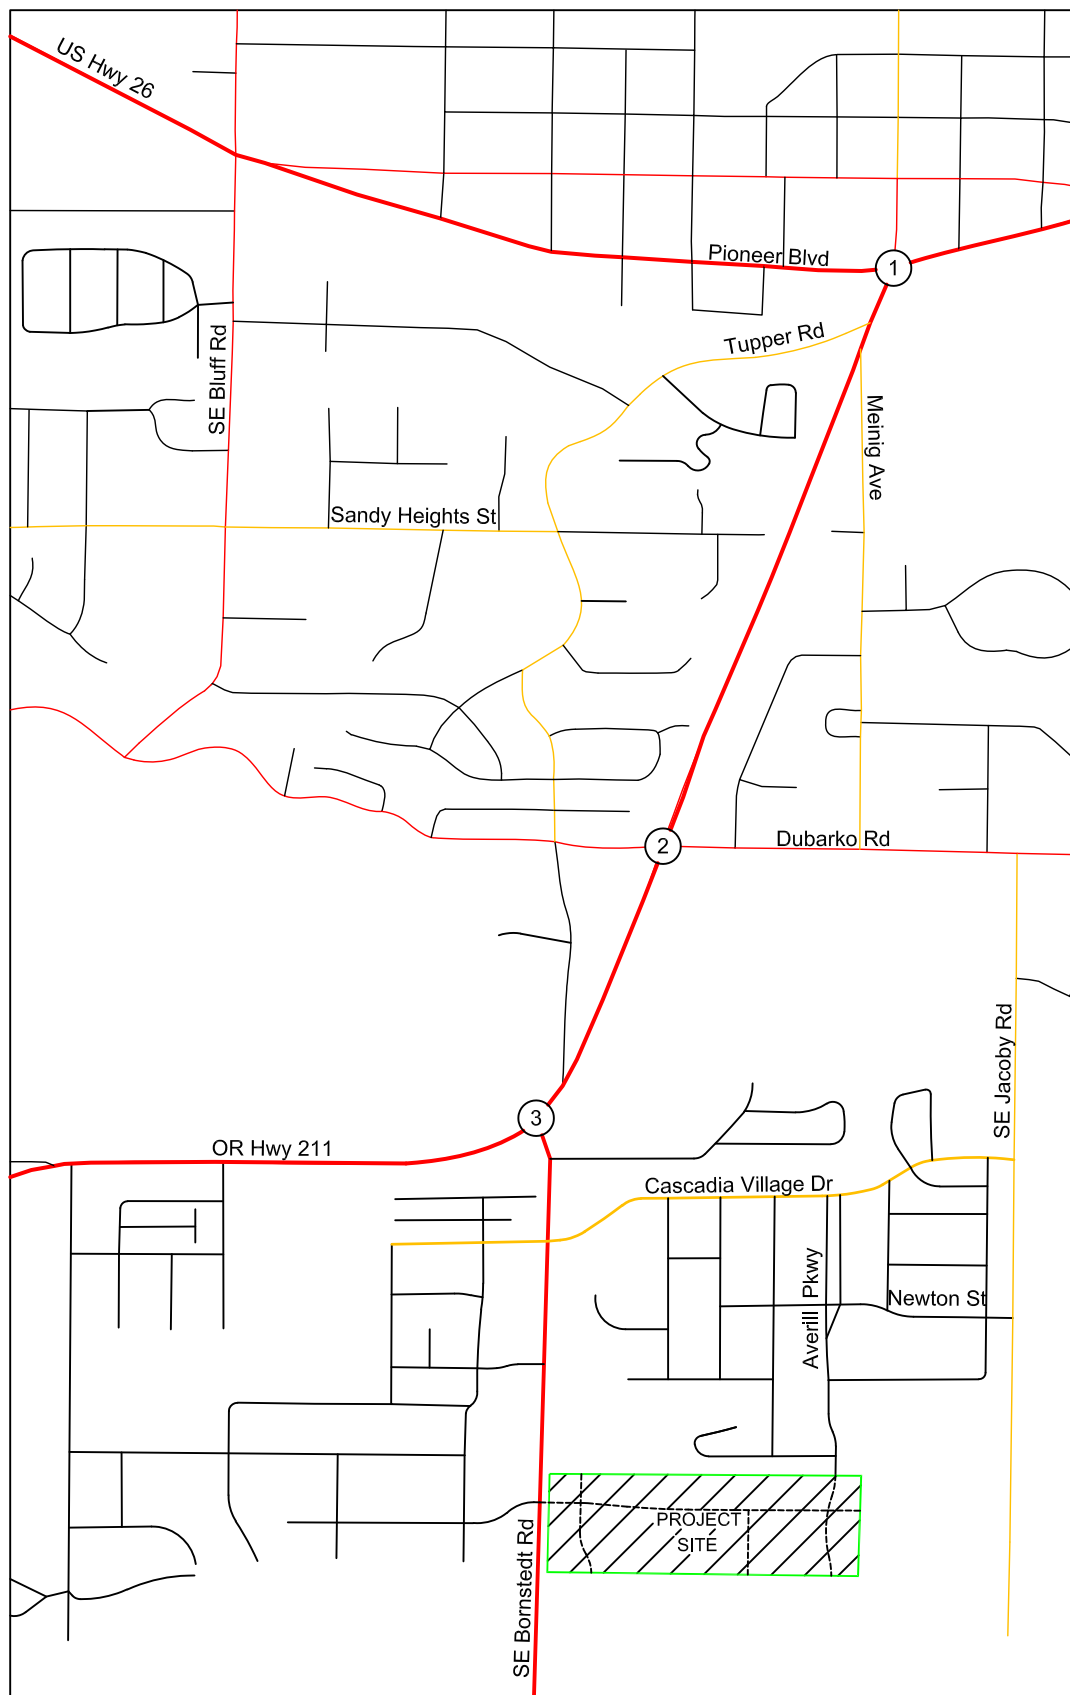 US Hwy 26
Pioneer Blvd
1
Tupper Rd
SE Bluff Rd
Meinig Ave
Sandy Heights St
2
Dubarko Rd
SE Jacoby Rd
3
OR Hwy 211
Cascadia Village Dr
Averill Pkwy
Newton St
PROJECT
SITE
SE Bornstedt Rd